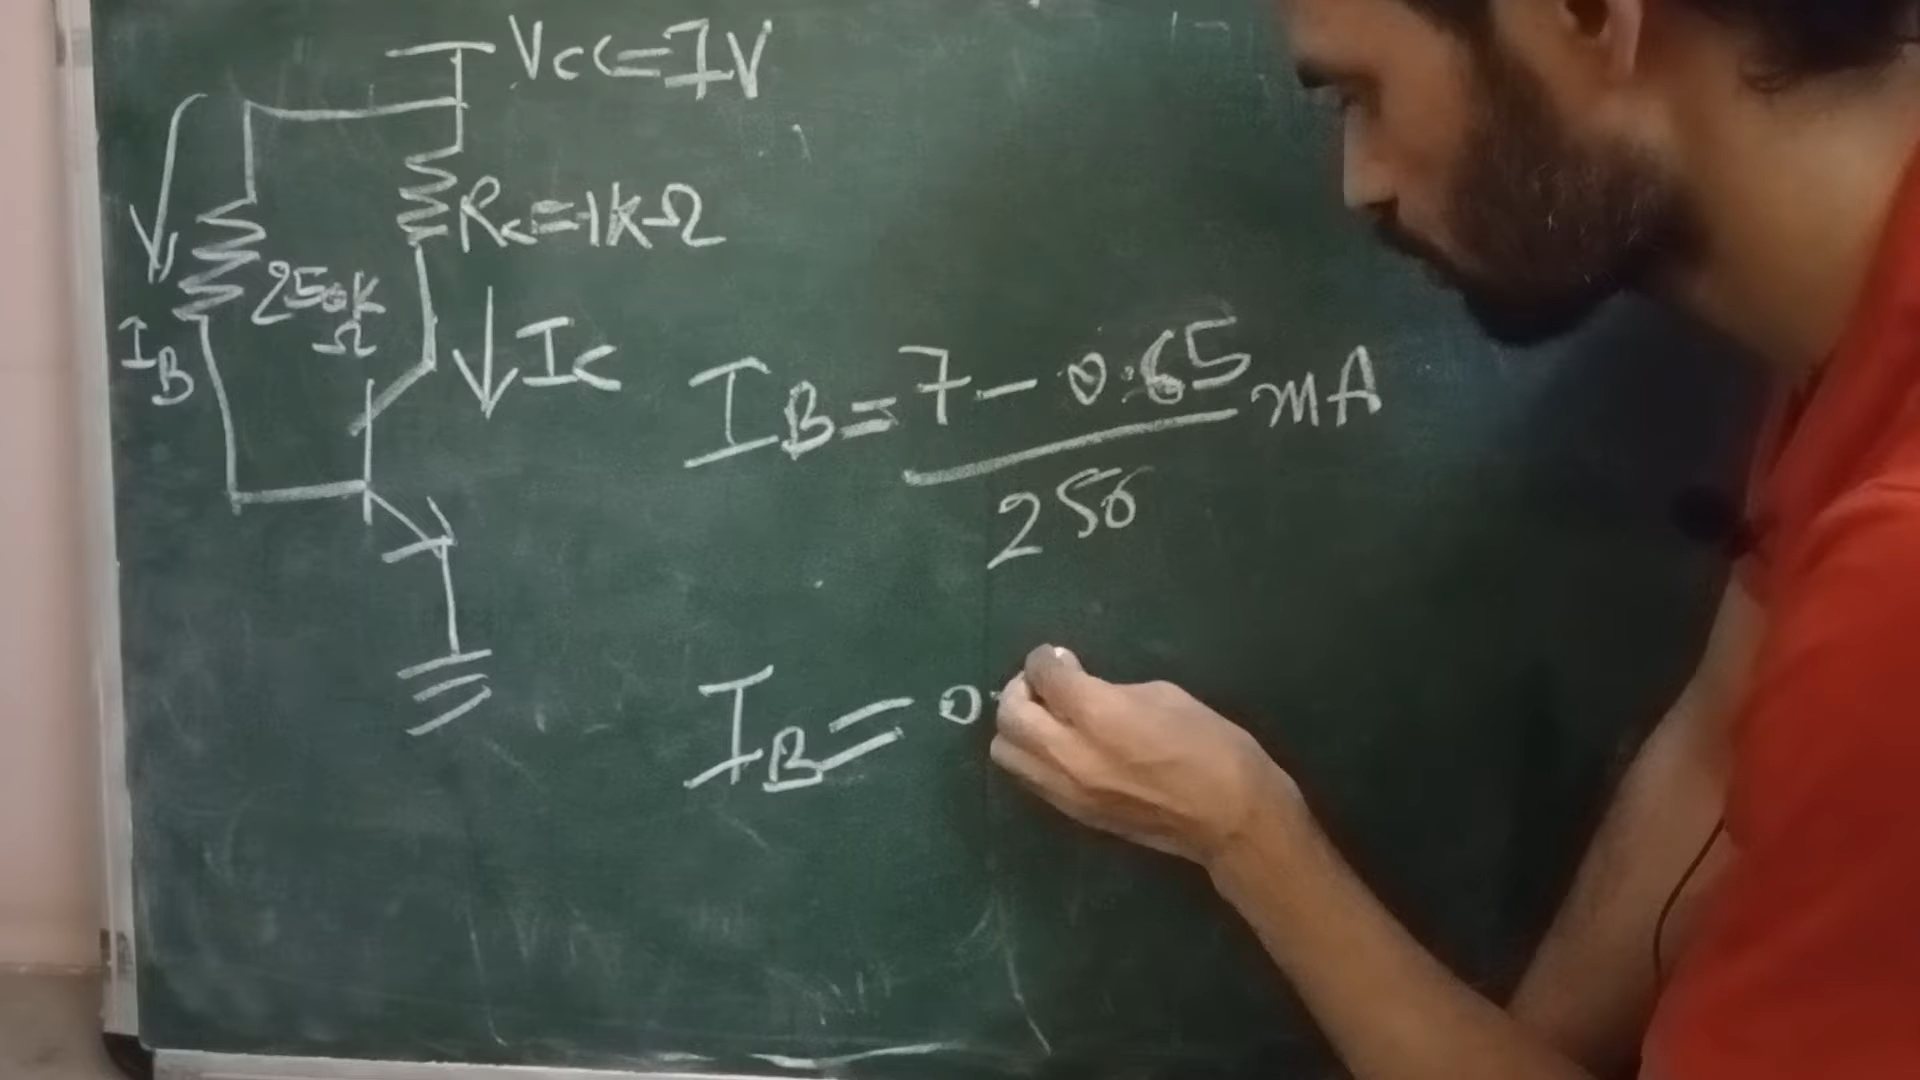 Vcc=7V
Rc=1KΩ
250K
Ω
IB
Ic
IB=7-0.65 mA
250
IB=0.